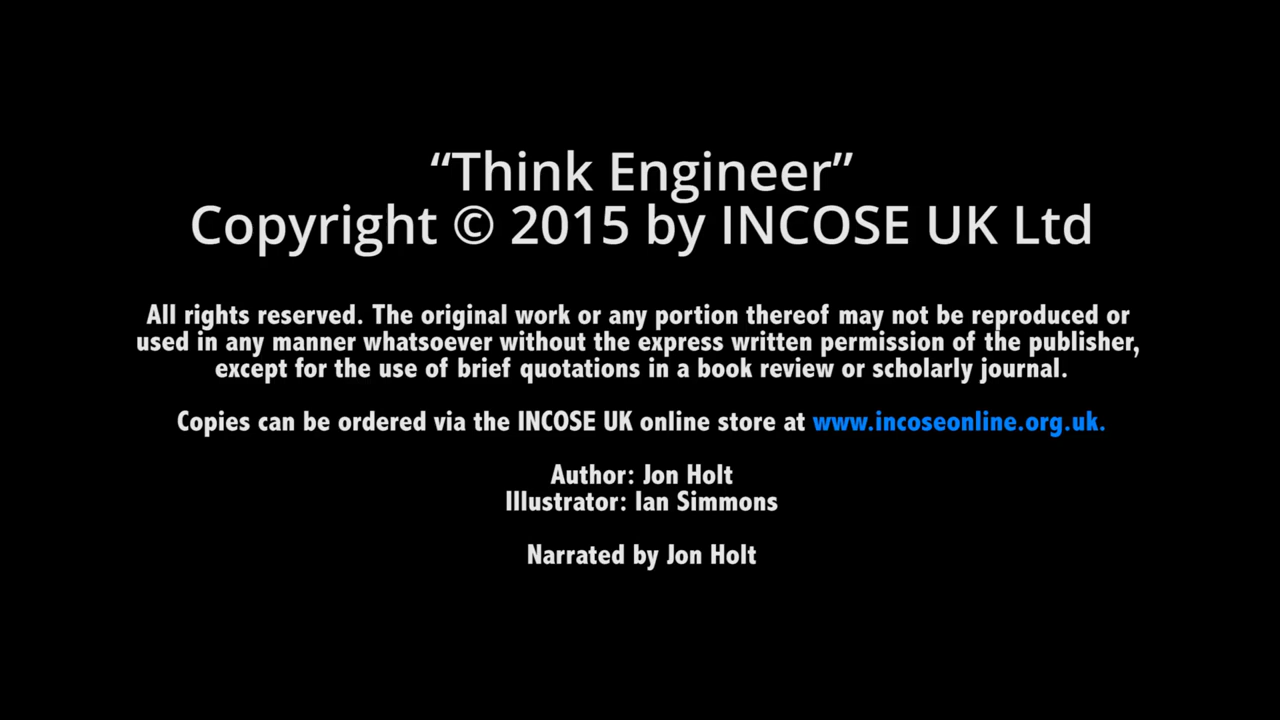 “Think Engineer”
Copyright © 2015 by INCOSE UK Ltd
All rights reserved. The original work or any portion thereof may not be reproduced or
used in any manner whatsoever without the express written permission of the publisher,
except for the use of brief quotations in a book review or scholarly journal.
Copies can be ordered via the INCOSE UK online store at www.incoseonline.org.uk.
Author: Jon Holt
Illustrator: Ian Simmons
Narrated by Jon Holt